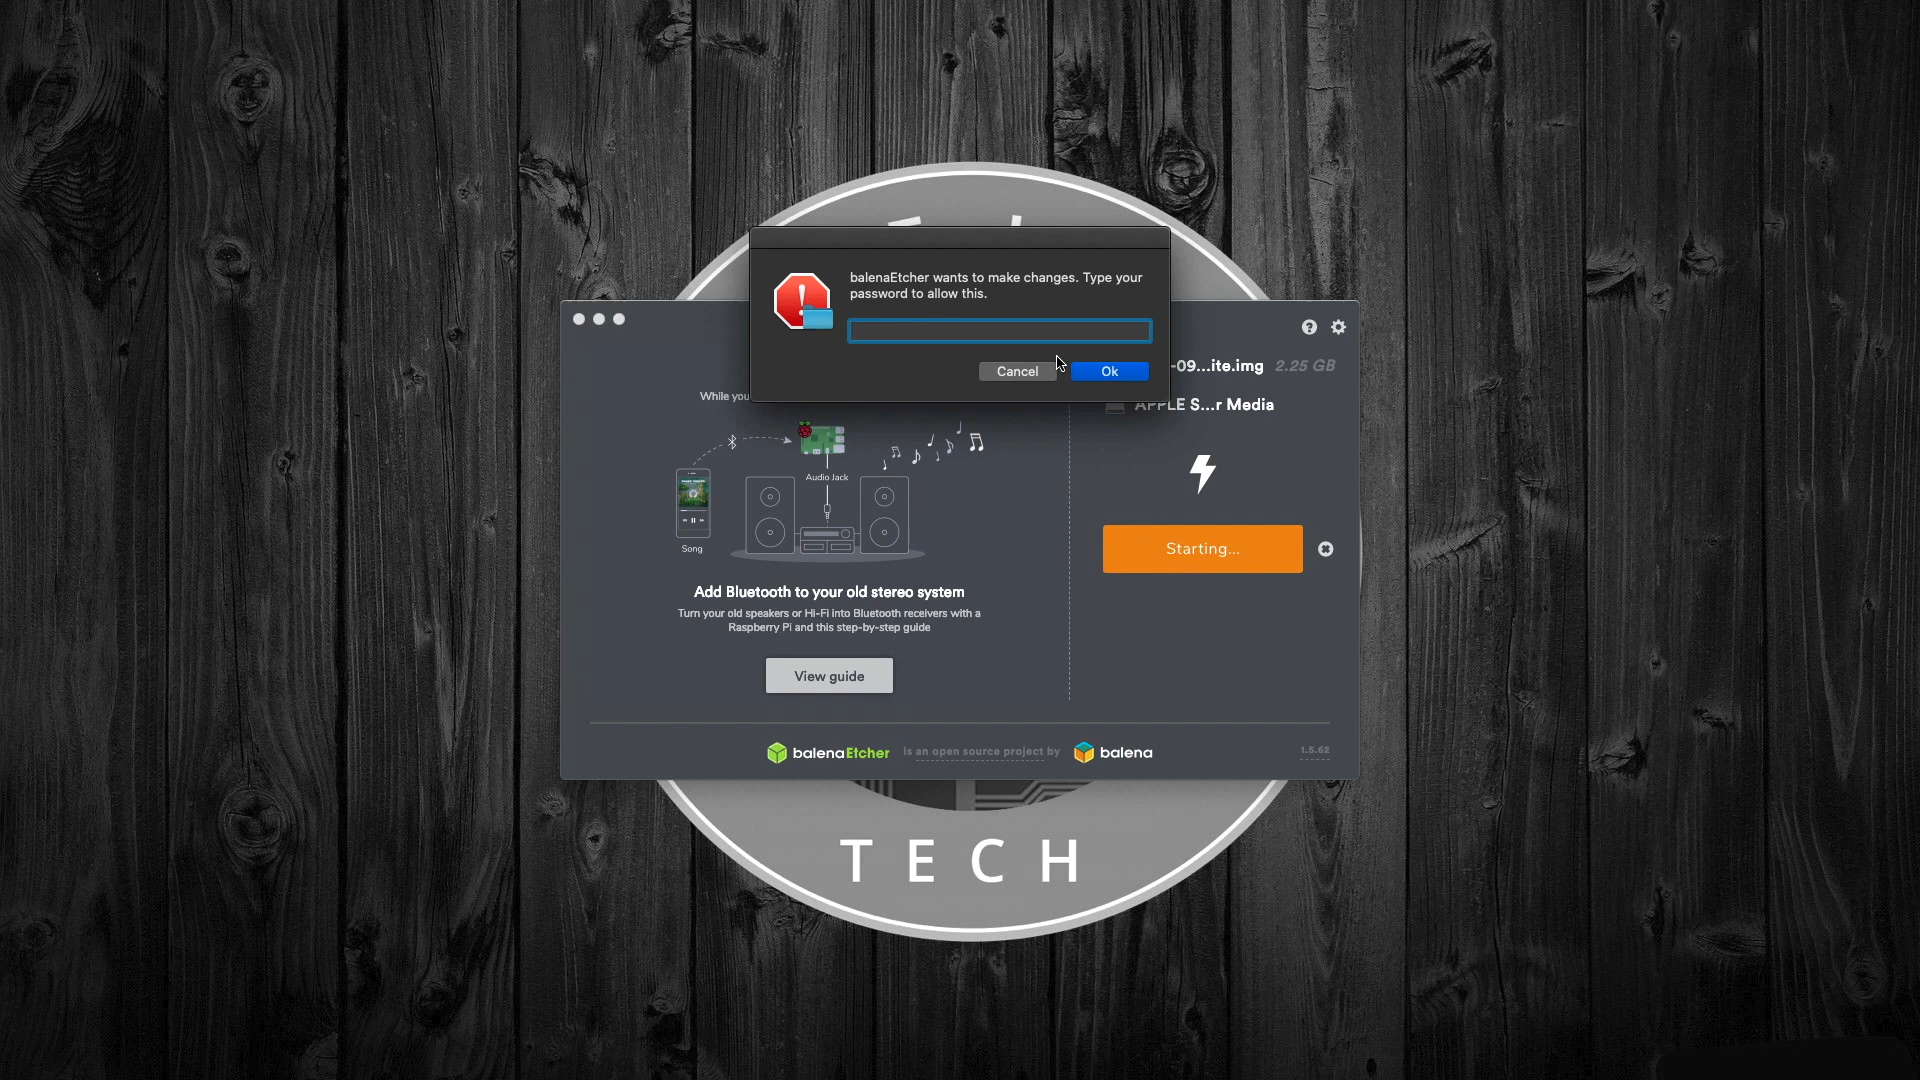 balenaEtcher wants to make changes. Type your
password to allow this.
Cancel
Ok
-09...ite.img 2.25 GB
APPLE S...r Media
While you
Audio Jack
Song
Starting...
Add Bluetooth to your old stereo system
Turn your old speakers or Hi-Fi into Bluetooth receivers with a
Raspberry Pi and this step-by-step guide
View guide
balenaEtcher is an open source project by balena
1.5.62
TECH